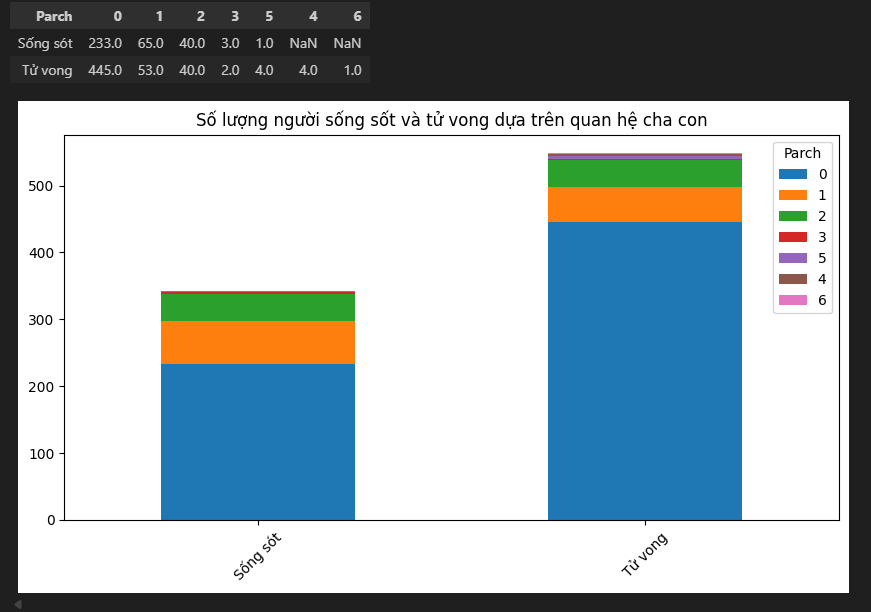 Parch 0 1 2 3 5 4 6
Sống sót 233.0 65.0 40.0 3.0 1.0 NaN NaN
Tử vong 445.0 53.0 40.0 2.0 4.0 4.0 1.0
Số lượng người sống sốt và tử vong dựa trên quan hệ cha con
Parch
0
1
2
3
5
4
6
500
400
300
200
100
0
Sống sót
Tử vong